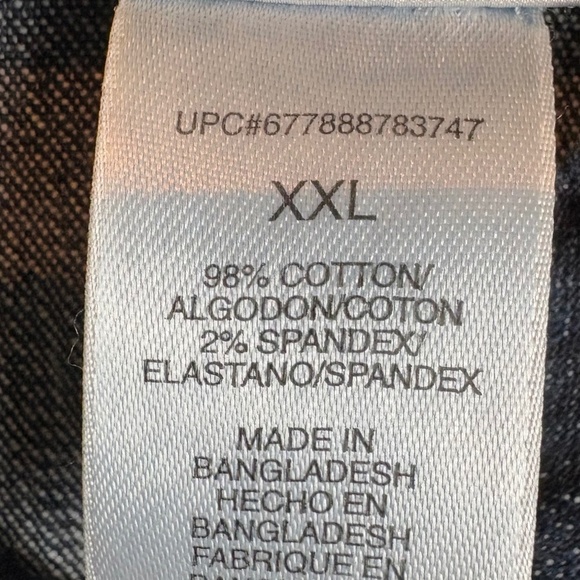 UPC#677888783747
XXL
98% COTTON/
ALGODON/COTON
2% SPANDEX/
ELASTANO/SPANDEX
MADE IN
BANGLADESH
HECHO EN
BANGLADESH
FABRIQUE EN